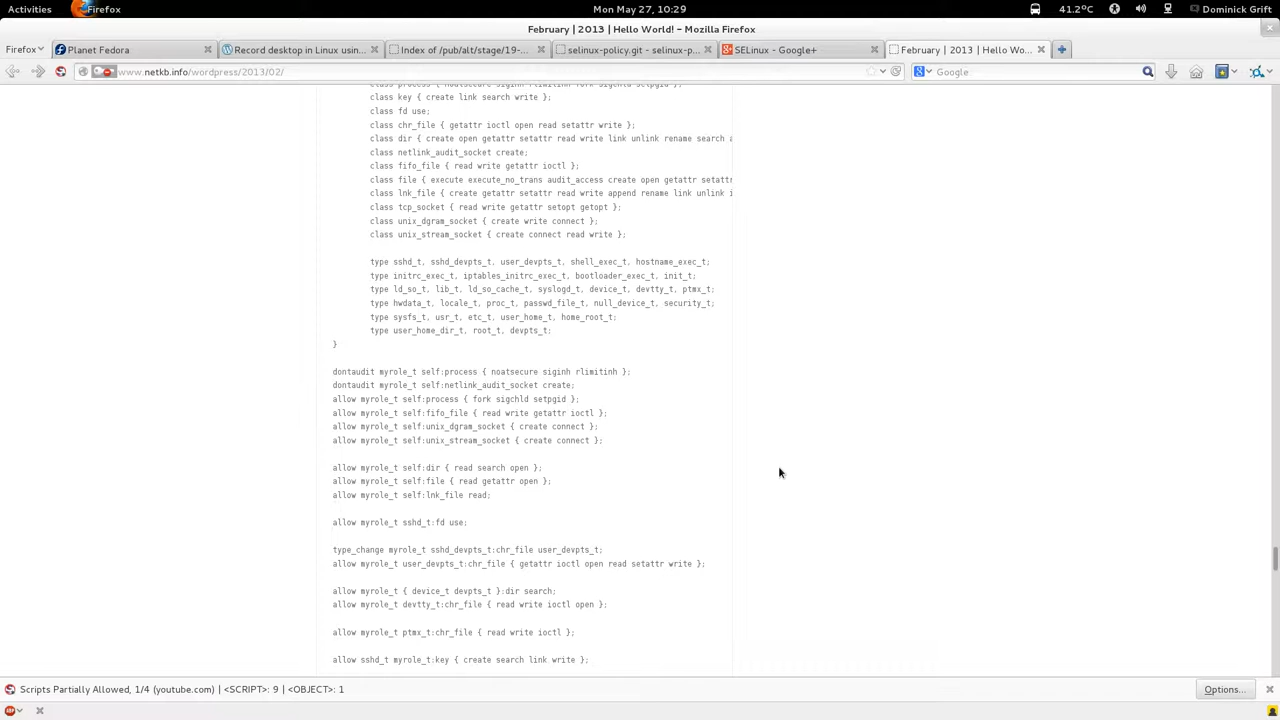 Activities Firefox Mon May 27, 10:29 41.2°C Dominick Grift
February | 2013 | Hello World! - Mozilla Firefox
Firefox Planet Fedora Record desktop in Linux usin... Index of /pub/alt/stage/19-... selinux-policy.git - selinux-p... SELinux - Google+ February | 2013 | Hello Wo...
www.netkb.info/wordpress/2013/02/ Google
class process { noatsecure siginh rlimitinh fork sigchld setpgid };
class key { create link search write };
class fd use;
class chr_file { getattr ioctl open read setattr write };
class dir { create open getattr setattr read write link unlink rename search a
class netlink_audit_socket create;
class fifo_file { read write getattr ioctl };
class file { execute execute_no_trans audit_access create open getattr setattr
class lnk_file { create getattr setattr read write append rename link unlink i
class tcp_socket { read write getattr setopt getopt };
class unix_dgram_socket { create write connect };
class unix_stream_socket { create connect read write };
type sshd_t, sshd_devpts_t, user_devpts_t, shell_exec_t, hostname_exec_t;
type initrc_exec_t, iptables_initrc_exec_t, bootloader_exec_t, init_t;
type ld_so_t, lib_t, ld_so_cache_t, syslogd_t, device_t, devtty_t, ptmx_t;
type hwdata_t, locale_t, proc_t, passwd_file_t, null_device_t, security_t;
type sysfs_t, usr_t, etc_t, user_home_t, home_root_t;
type user_home_dir_t, root_t, devpts_t;
}
dontaudit myrole_t self:process { noatsecure siginh rlimitinh };
dontaudit myrole_t self:netlink_audit_socket create;
allow myrole_t self:process { fork sigchld setpgid };
allow myrole_t self:fifo_file { read write getattr ioctl };
allow myrole_t self:unix_dgram_socket { create connect };
allow myrole_t self:unix_stream_socket { create connect };
allow myrole_t self:dir { read search open };
allow myrole_t self:file { read getattr open };
allow myrole_t self:lnk_file read;
allow myrole_t sshd_t:fd use;
type_change myrole_t sshd_devpts_t:chr_file user_devpts_t;
allow myrole_t user_devpts_t:chr_file { getattr ioctl open read setattr write };
allow myrole_t { device_t devpts_t }:dir search;
allow myrole_t devtty_t:chr_file { read write ioctl open };
allow myrole_t ptmx_t:chr_file { read write ioctl };
allow sshd_t myrole_t:key { create search link write };
Scripts Partially Allowed, 1/4 (youtube.com) | <SCRIPT>: 9 | <OBJECT>: 1 Options...